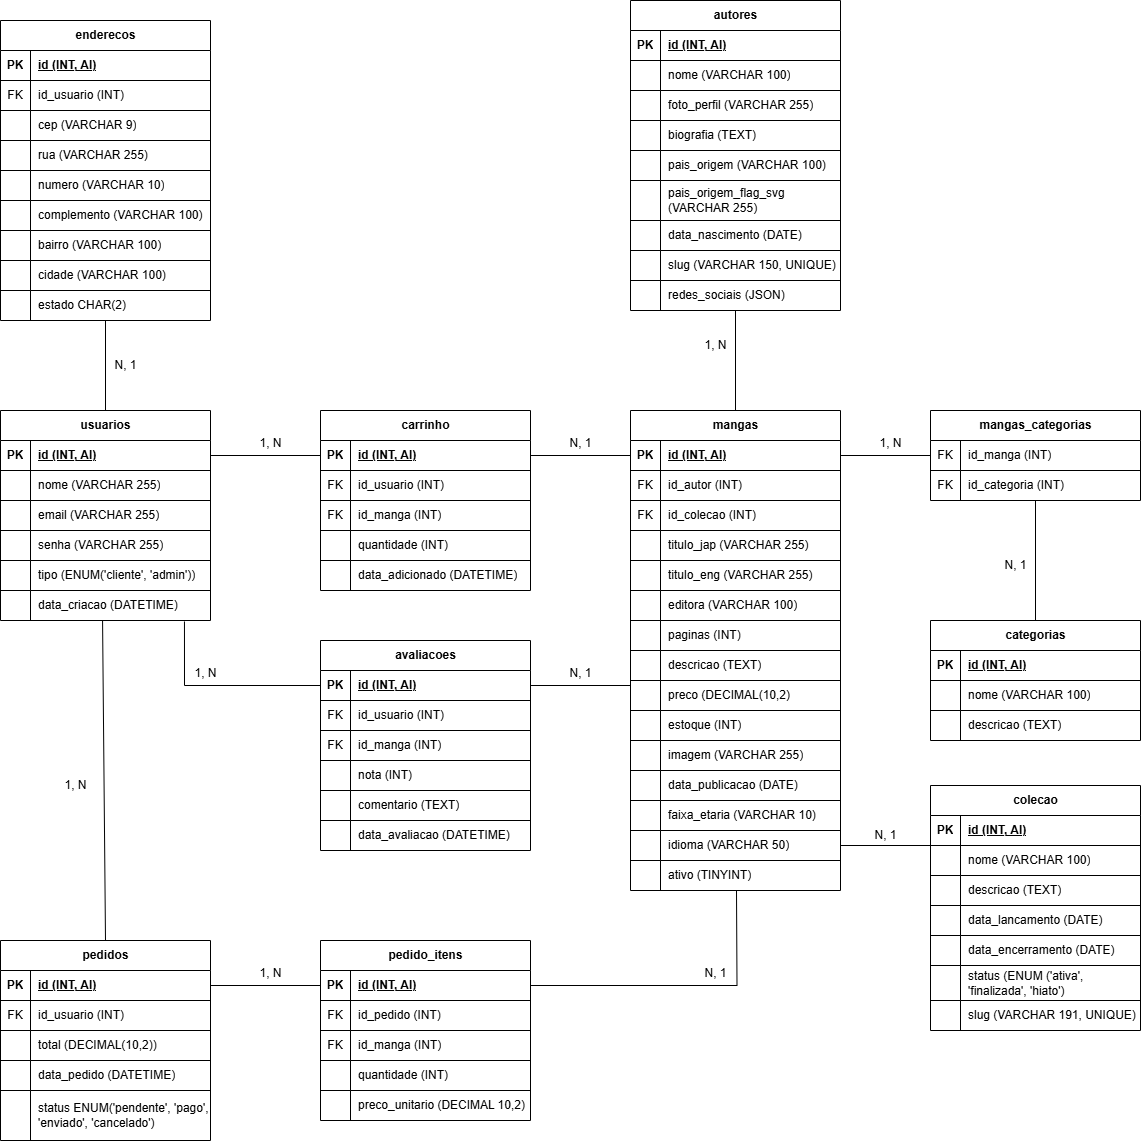 enderecos
PK id (INT, AI)
FK id_usuario (INT)
cep (VARCHAR 9)
rua (VARCHAR 255)
numero (VARCHAR 10)
complemento (VARCHAR 100)
bairro (VARCHAR 100)
cidade (VARCHAR 100)
estado CHAR(2)
N, 1
autores
PK id (INT, AI)
nome (VARCHAR 100)
foto_perfil (VARCHAR 255)
biografia (TEXT)
pais_origem (VARCHAR 100)
pais_origem_flag_svg
(VARCHAR 255)
data_nascimento (DATE)
slug (VARCHAR 150, UNIQUE)
redes_sociais (JSON)
1, N
usuarios
PK id (INT, AI)
nome (VARCHAR 255)
email (VARCHAR 255)
senha (VARCHAR 255)
tipo (ENUM('cliente', 'admin'))
data_criacao (DATETIME)
1, N
carrinho
PK id (INT, AI)
FK id_usuario (INT)
FK id_manga (INT)
quantidade (INT)
data_adicionado (DATETIME)
N, 1
mangas
PK id (INT, AI)
FK id_autor (INT)
FK id_colecao (INT)
titulo_jap (VARCHAR 255)
titulo_eng (VARCHAR 255)
editora (VARCHAR 100)
paginas (INT)
descricao (TEXT)
preco (DECIMAL(10,2)
estoque (INT)
imagem (VARCHAR 255)
data_publicacao (DATE)
faixa_etaria (VARCHAR 10)
idioma (VARCHAR 50)
ativo (TINYINT)
1, N
mangas_categorias
FK id_manga (INT)
FK id_categoria (INT)
N, 1
categorias
PK id (INT, AI)
nome (VARCHAR 100)
descricao (TEXT)
1, N
avaliacoes
PK id (INT, AI)
FK id_usuario (INT)
FK id_manga (INT)
nota (INT)
comentario (TEXT)
data_avaliacao (DATETIME)
N, 1
N, 1
colecao
PK id (INT, AI)
nome (VARCHAR 100)
descricao (TEXT)
data_lancamento (DATE)
data_encerramento (DATE)
status (ENUM ('ativa',
'finalizada', 'hiato')
slug (VARCHAR 191, UNIQUE)
1, N
pedidos
PK id (INT, AI)
FK id_usuario (INT)
total (DECIMAL(10,2))
data_pedido (DATETIME)
status ENUM('pendente', 'pago',
'enviado', 'cancelado')
1, N
pedido_itens
PK id (INT, AI)
FK id_pedido (INT)
FK id_manga (INT)
quantidade (INT)
preco_unitario (DECIMAL 10,2)
N, 1